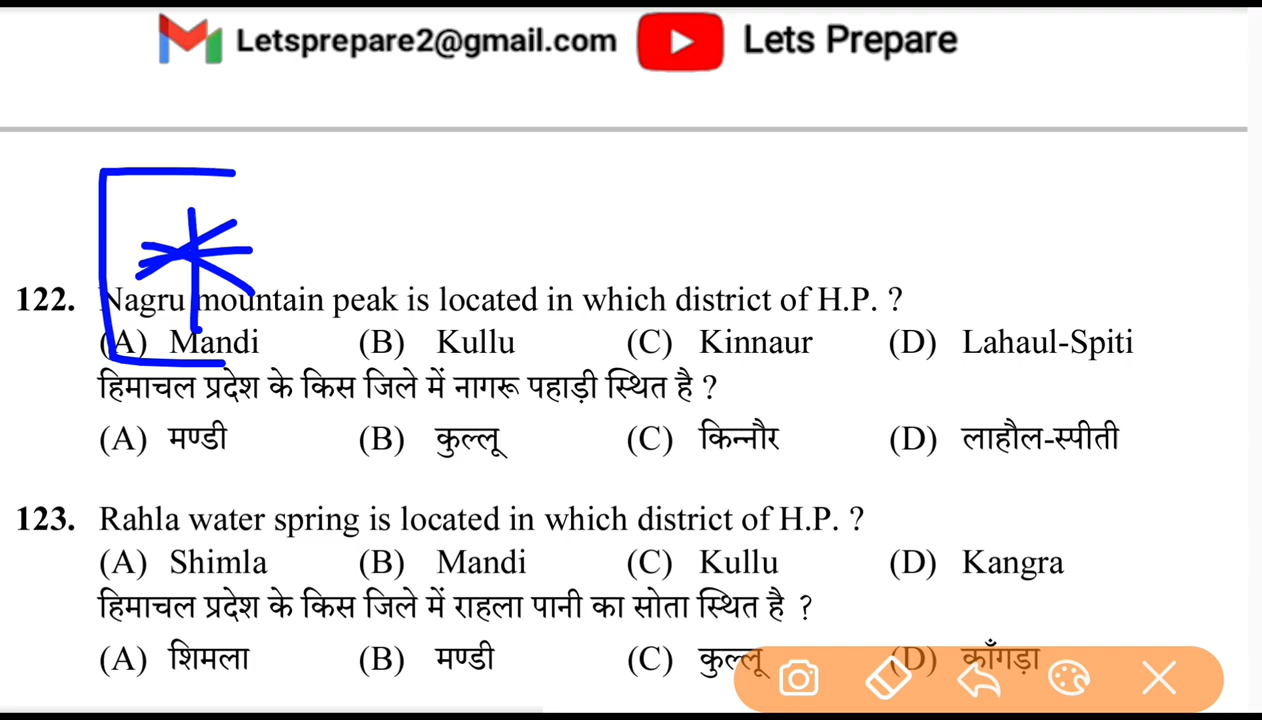 Letsprepare2@gmail.com Lets Prepare
122. Nagru mountain peak is located in which district of H.P. ?
(A) Mandi (B) Kullu (C) Kinnaur (D) Lahaul-Spiti
हिमाचल प्रदेश के किस जिले में नागरू पहाड़ी स्थित है ?
(A) मण्डी (B) कुल्लू (C) किन्नौर (D) लाहौल-स्पीती
123. Rahla water spring is located in which district of H.P. ?
(A) Shimla (B) Mandi (C) Kullu (D) Kangra
हिमाचल प्रदेश के किस जिले में राहला पानी का सोता स्थित है ?
(A) शिमला (B) मण्डी (C) कुल्लू (D) काँगड़ा